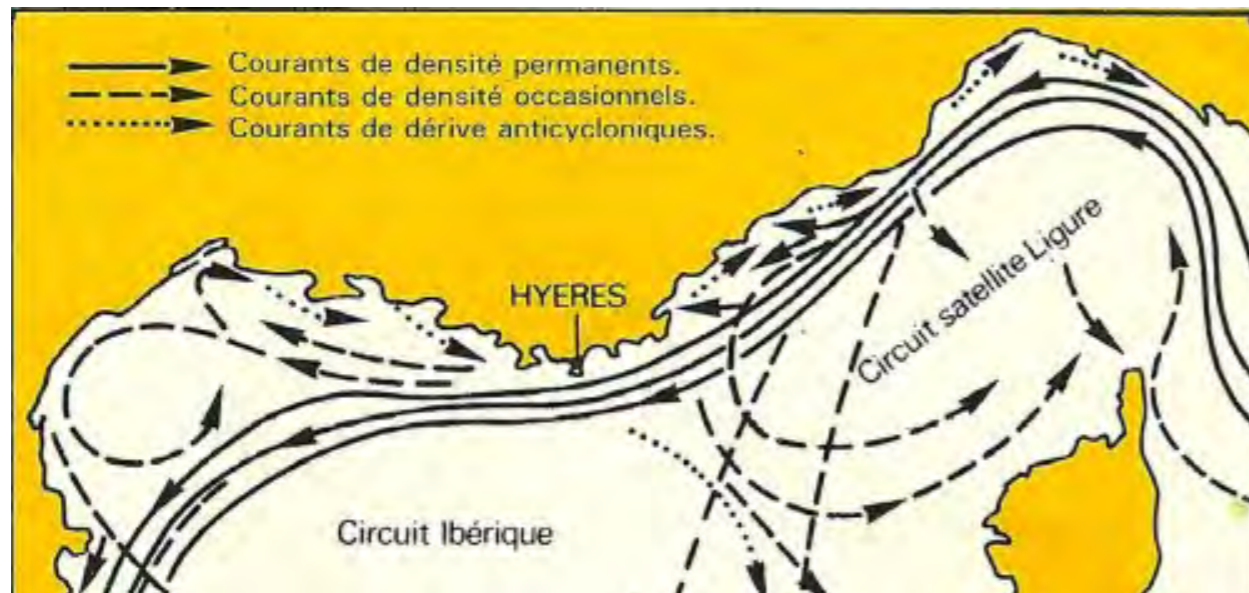 Courants de densité permanents.
Courants de densité occasionnels.
Courants de dérive anticycloniques.
HYERES
Circuit satellite Ligure
Circuit Ibérique